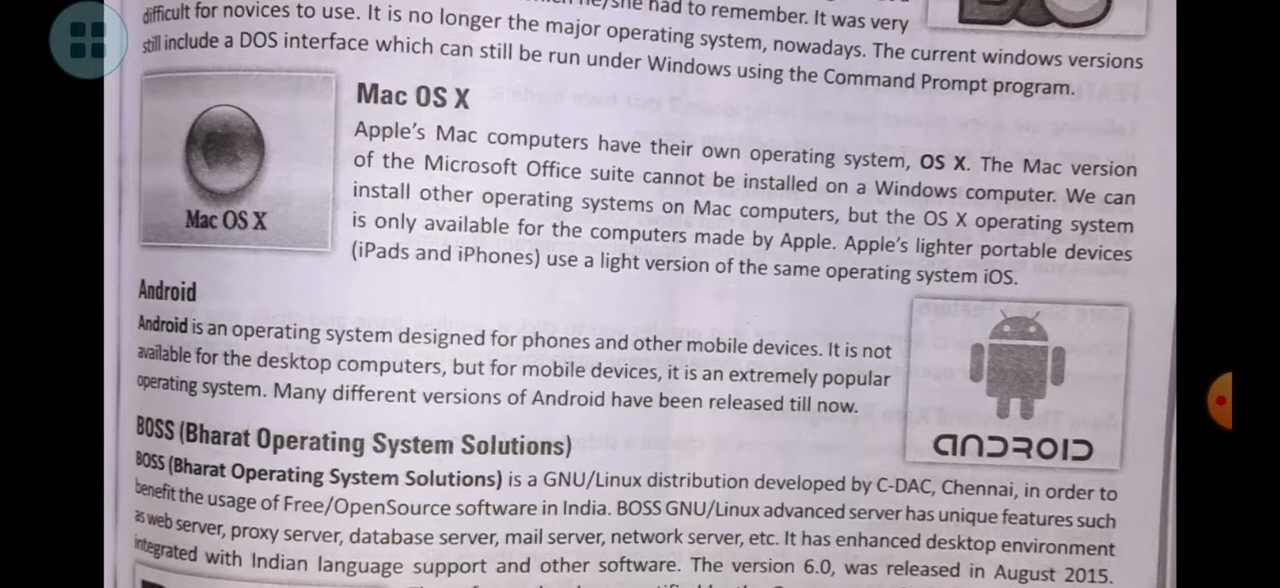 he/she had to remember. It was very
difficult for novices to use. It is no longer the major operating system, nowadays. The current windows versions
still include a DOS interface which can still be run under Windows using the Command Prompt program.
Mac OS X
Mac OS X
Apple's Mac computers have their own operating system, OS X. The Mac version
of the Microsoft Office suite cannot be installed on a Windows computer. We can
install other operating systems on Mac computers, but the OS X operating system
is only available for the computers made by Apple. Apple's lighter portable devices
(iPads and iPhones) use a light version of the same operating system iOS.
Android
Android is an operating system designed for phones and other mobile devices. It is not
available for the desktop computers, but for mobile devices, it is an extremely popular
operating system. Many different versions of Android have been released till now.
ANDROID
BOSS (Bharat Operating System Solutions)
BOSS (Bharat Operating System Solutions) is a GNU/Linux distribution developed by C-DAC, Chennai, in order to
benefit the usage of Free/OpenSource software in India. BOSS GNU/Linux advanced server has unique features such
as web server, proxy server, database server, mail server, network server, etc. It has enhanced desktop environment
integrated with Indian language support and other software. The version 6.0, was released in August 2015.